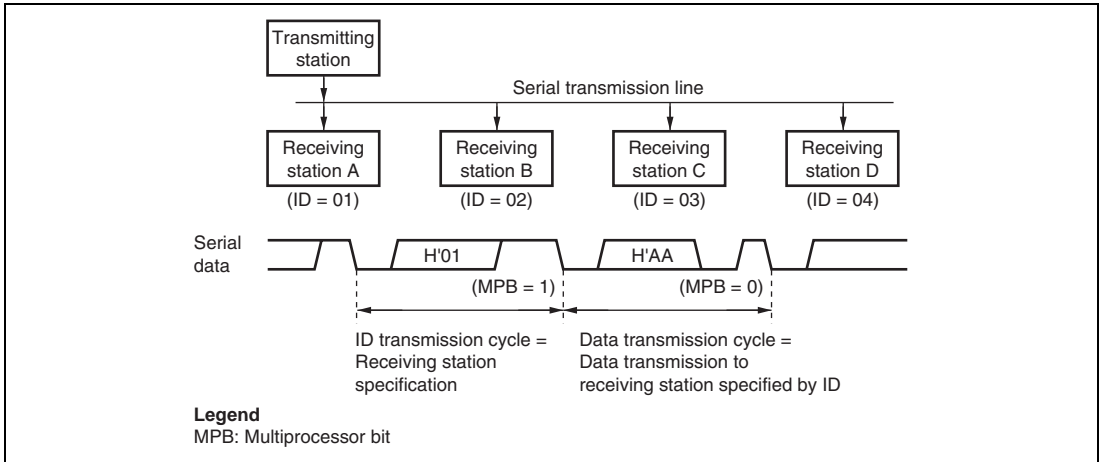 Transmitting
station
Serial transmission line
Receiving
station A
Receiving
station B
Receiving
station C
Receiving
station D
(ID = 01)
(ID = 02)
(ID = 03)
(ID = 04)
Serial
data
H'01
H'AA
(MPB = 1)
(MPB = 0)
ID transmission cycle =
Receiving station
specification
Data transmission cycle =
Data transmission to
receiving station specified by ID
Legend
MPB: Multiprocessor bit